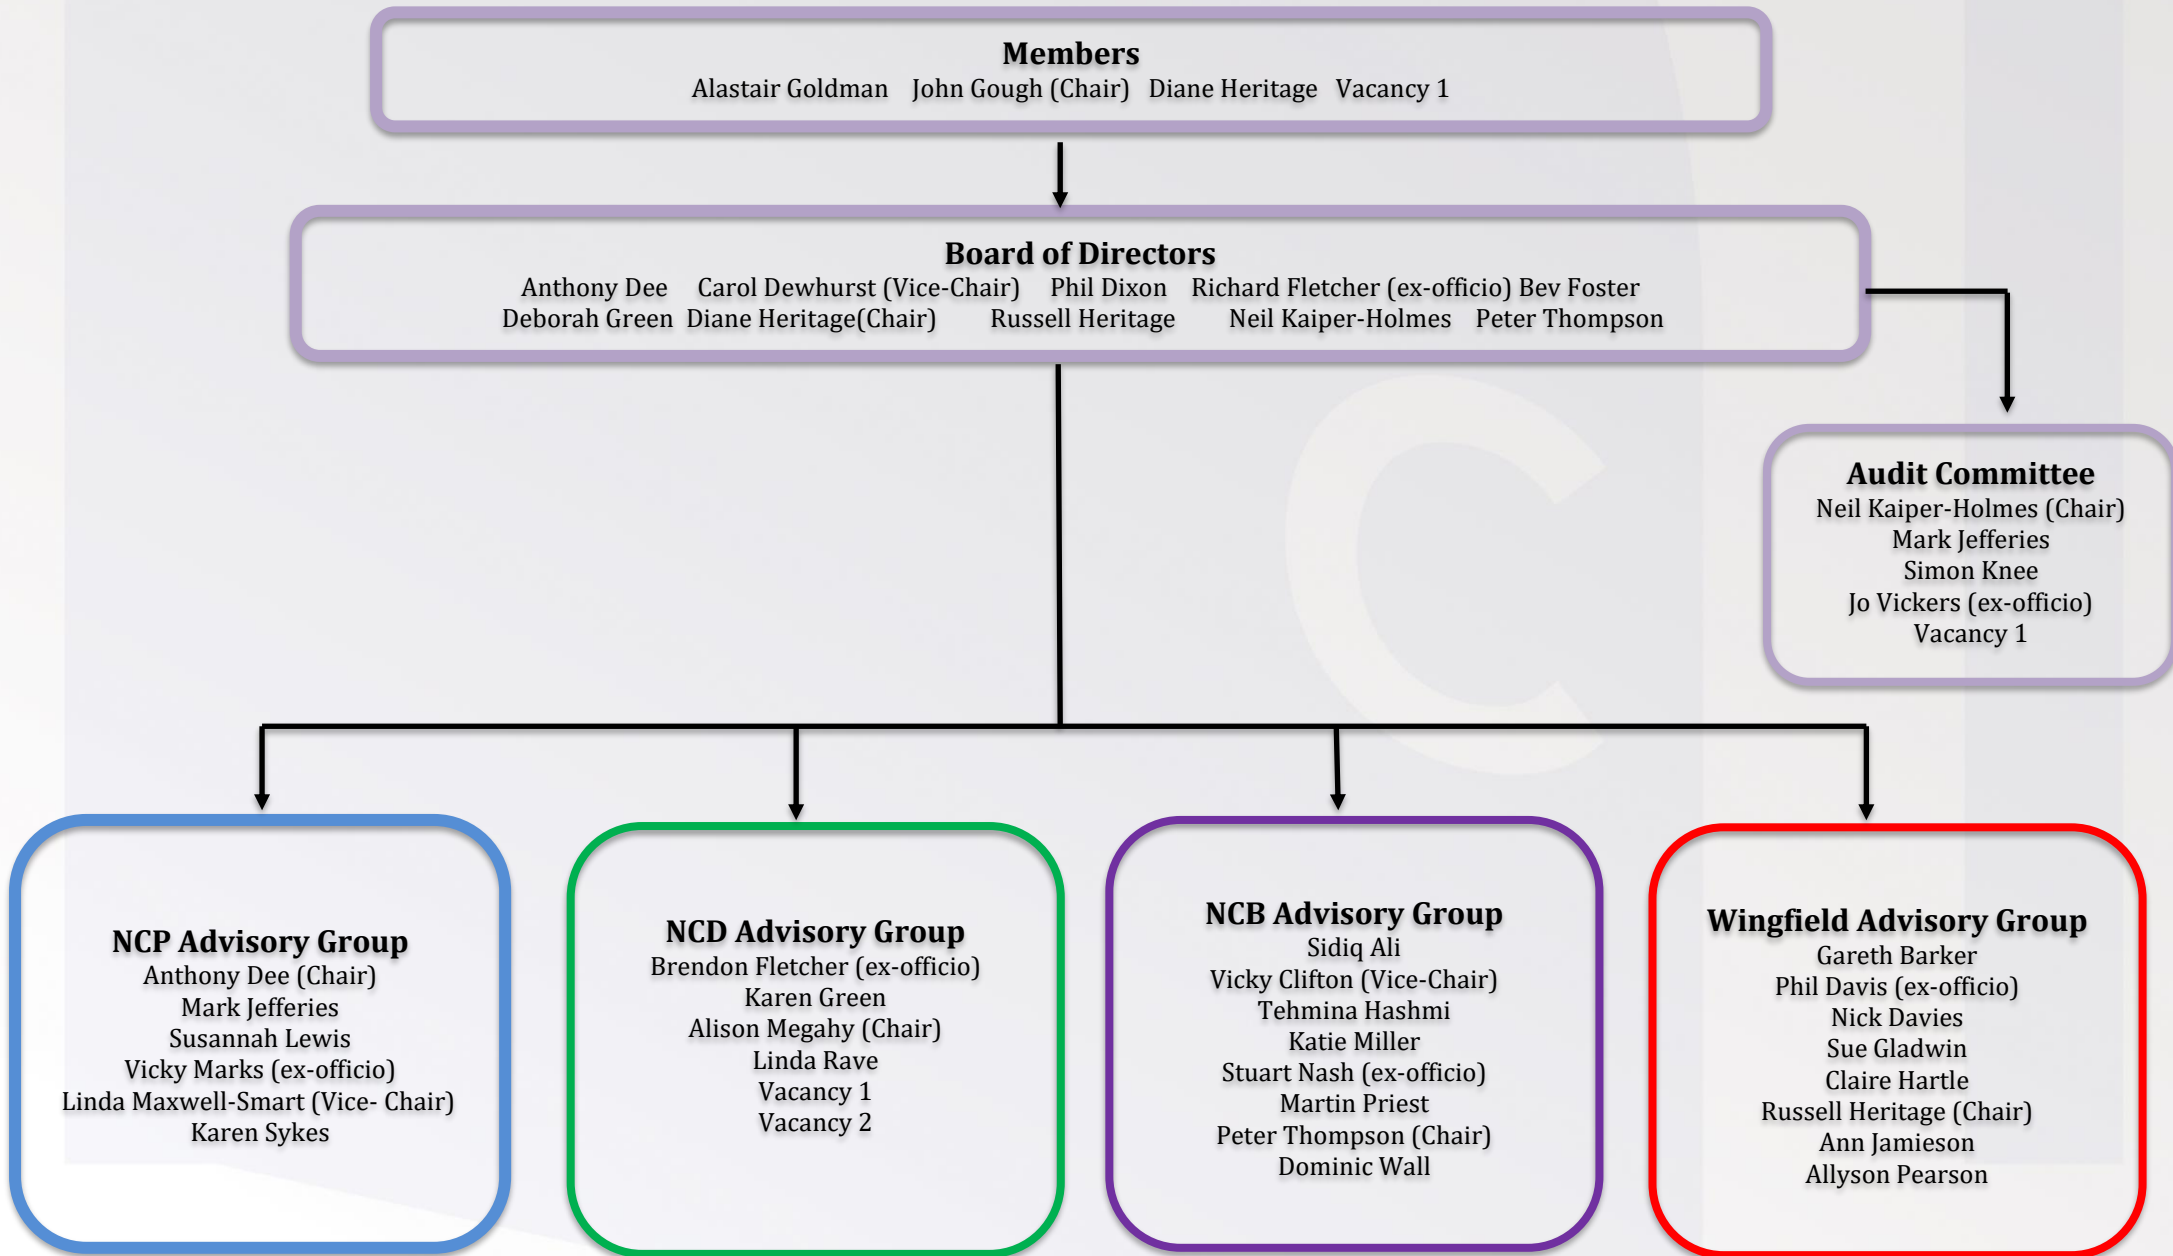 Members
Alastair Goldman John Gough (Chair) Diane Heritage Vacancy 1
Board of Directors
Anthony Dee Carol Dewhurst (Vice-Chair) Phil Dixon Richard Fletcher (ex-officio) Bev Foster
Deborah Green Diane Heritage(Chair) Russell Heritage Neil Kaiper-Holmes Peter Thompson
Audit Committee
Neil Kaiper-Holmes (Chair)
Mark Jefferies
Simon Knee
Jo Vickers (ex-officio)
Vacancy 1
NCP Advisory Group
Anthony Dee (Chair)
Mark Jefferies
Susannah Lewis
Vicky Marks (ex-officio)
Linda Maxwell-Smart (Vice- Chair)
Karen Sykes
NCD Advisory Group
Brendon Fletcher (ex-officio)
Karen Green
Alison Megahy (Chair)
Linda Rave
Vacancy 1
Vacancy 2
NCB Advisory Group
Sidiq Ali
Vicky Clifton (Vice-Chair)
Tehmina Hashmi
Katie Miller
Stuart Nash (ex-officio)
Martin Priest
Peter Thompson (Chair)
Dominic Wall
Wingfield Advisory Group
Gareth Barker
Phil Davis (ex-officio)
Nick Davies
Sue Gladwin
Claire Hartle
Russell Heritage (Chair)
Ann Jamieson
Allyson Pearson